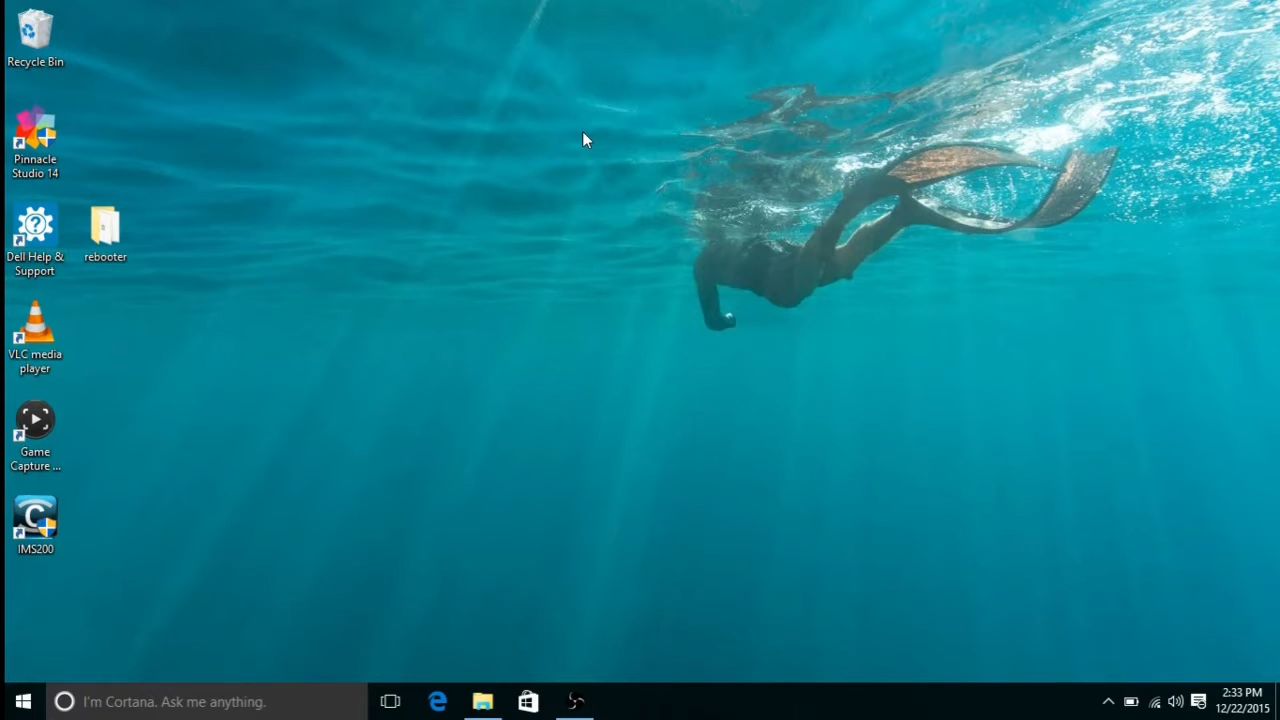 Recycle Bin
Pinnacle
Studio 14
Dell Help &
Support
rebooter
VLC media
player
Game
Capture ...
IMS200
I'm Cortana. Ask me anything.
2:33 PM
12/22/2015